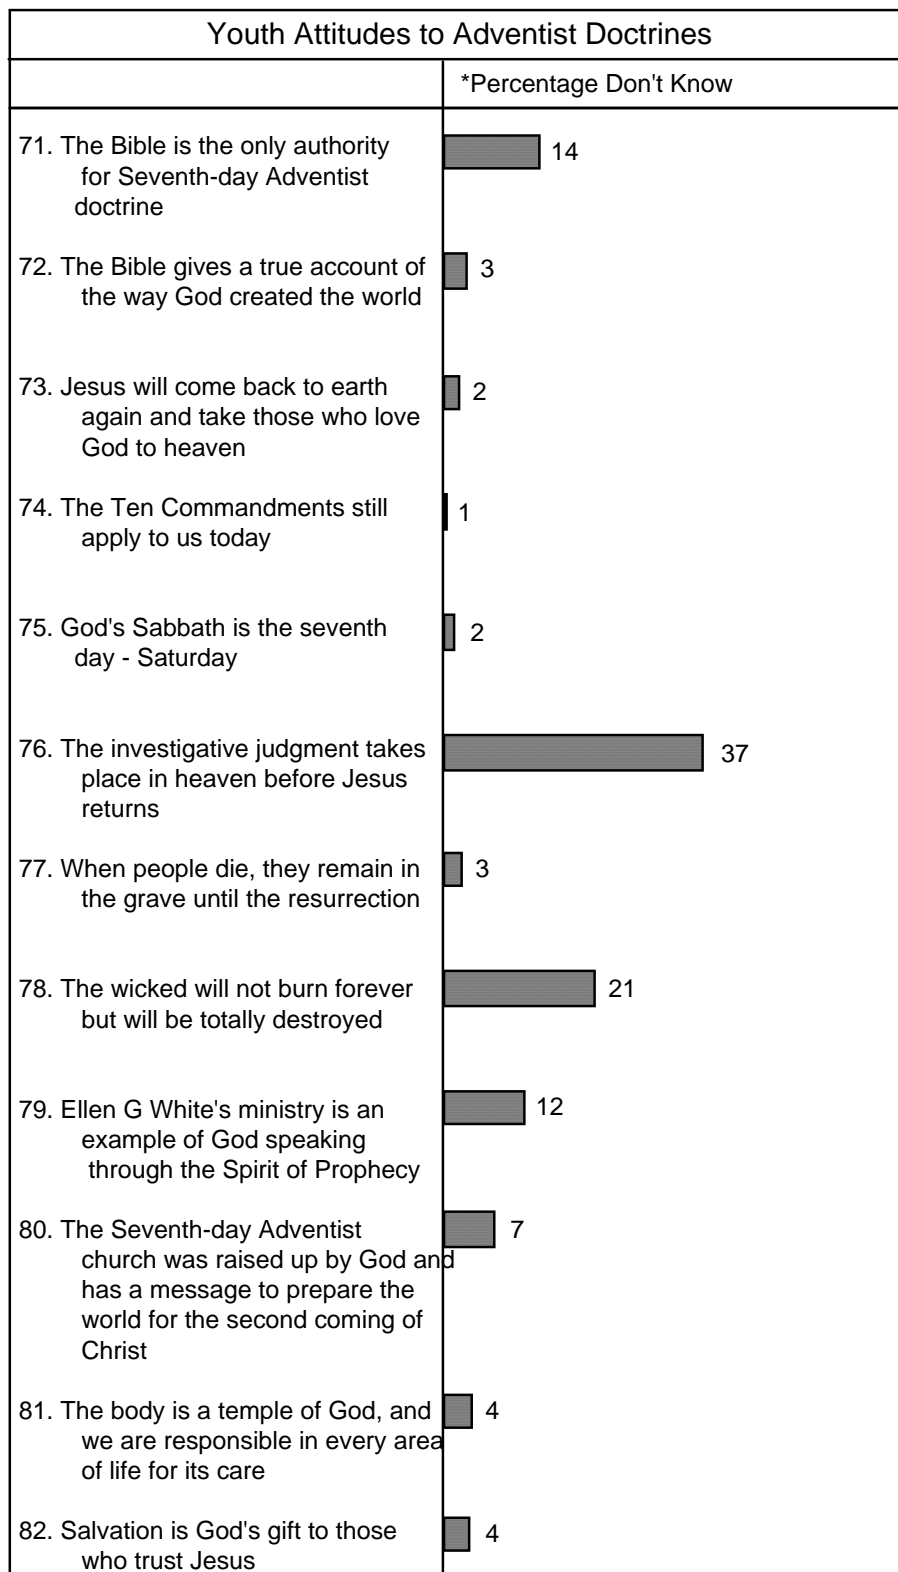 Youth Attitudes to Adventist Doctrines
*Percentage Don't Know
71. The Bible is the only authority
for Seventh-day Adventist
doctrine
14
72. The Bible gives a true account of
the way God created the world
3
73. Jesus will come back to earth
again and take those who love
God to heaven
2
74. The Ten Commandments still
apply to us today
1
75. God's Sabbath is the seventh
day - Saturday
2
76. The investigative judgment takes
place in heaven before Jesus
returns
37
77. When people die, they remain in
the grave until the resurrection
3
78. The wicked will not burn forever
but will be totally destroyed
21
79. Ellen G White's ministry is an
example of God speaking
through the Spirit of Prophecy
12
80. The Seventh-day Adventist
church was raised up by God and
has a message to prepare the
world for the second coming of
Christ
7
81. The body is a temple of God, and
we are responsible in every area
of life for its care
4
82. Salvation is God's gift to those
who trust Jesus
4